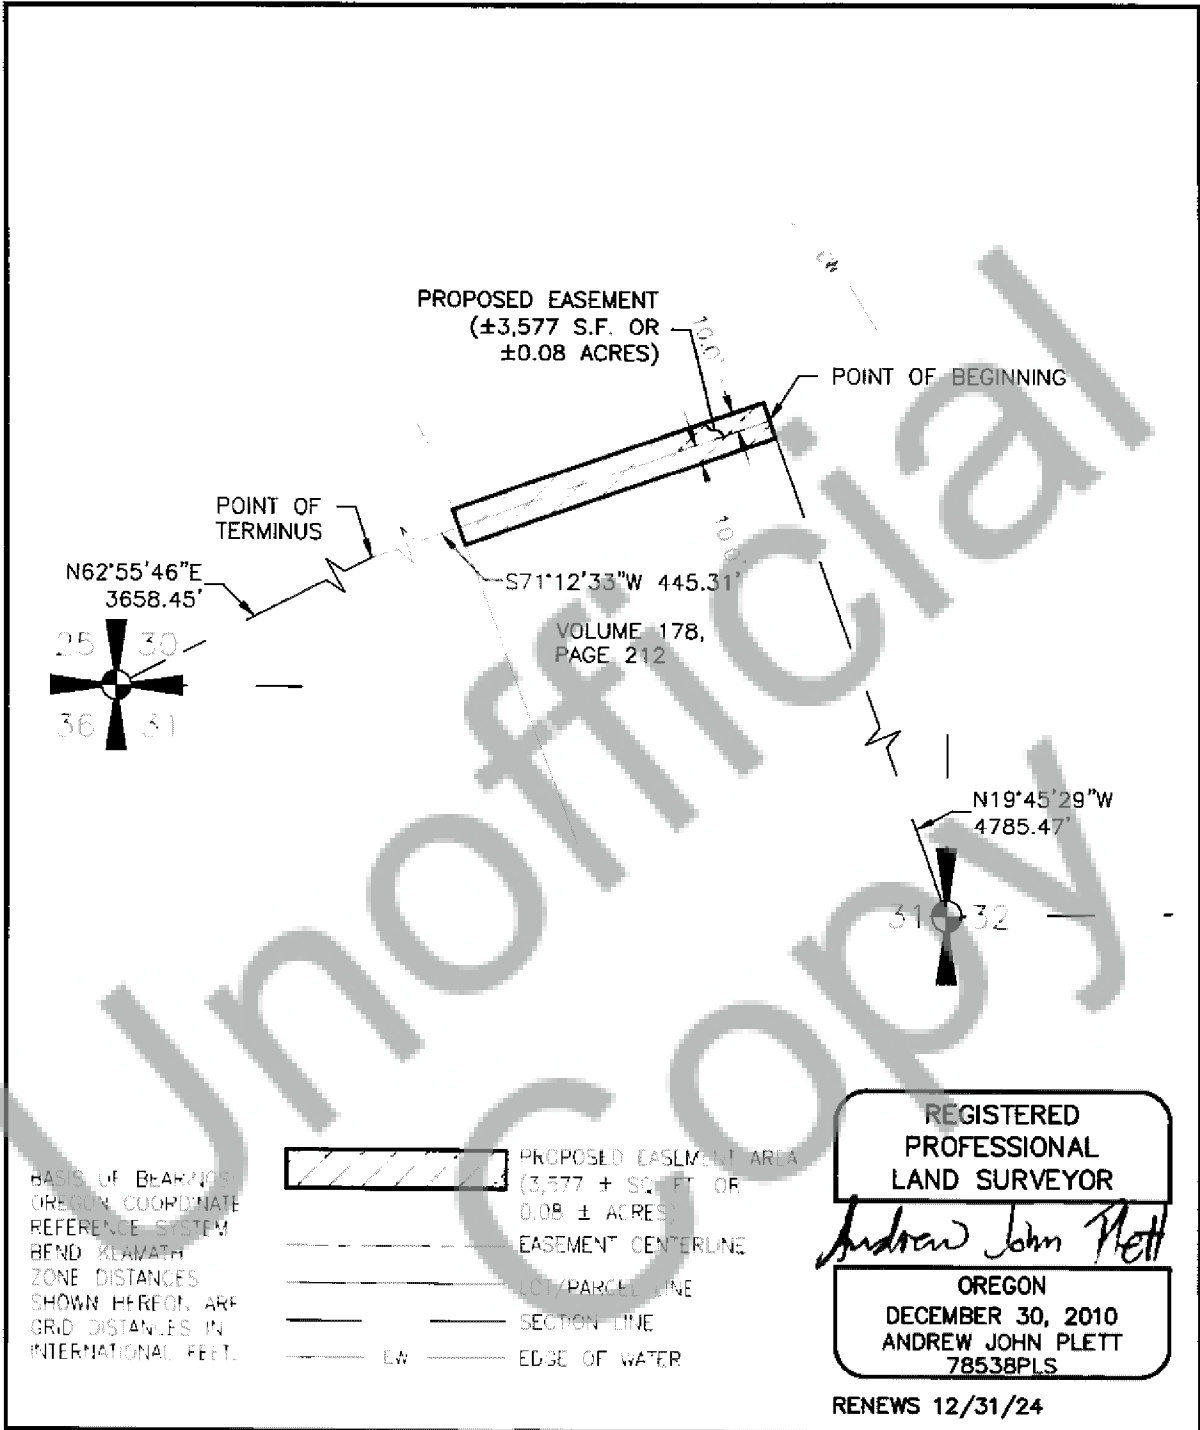 EW
PROPOSED EASEMENT
(±3,577 S.F. OR
±0.08 ACRES)
10.0'
POINT OF BEGINNING
POINT OF
TERMINUS
10.0'
N62°55'46"E
3658.45'
S71°12'33"W 445.31'
VOLUME 178,
PAGE 212
25 30
36 31
N19°45'29"W
4785.47'
31 32
BASIS OF BEARINGS
OREGON COORDINATE
REFERENCE SYSTEM
BEND KLAMATH
ZONE DISTANCES
SHOWN HEREON ARE
GRID DISTANCES IN
INTERNATIONAL FEET.
PROPOSED EASEMENT AREA
(3,577 ± SQ FT OR
0.08 ± ACRES)
EASEMENT CENTERLINE
LOT/PARCEL LINE
SECTION LINE
EW
EDGE OF WATER
REGISTERED
PROFESSIONAL
LAND SURVEYOR
Andrew John Plett
OREGON
DECEMBER 30, 2010
ANDREW JOHN PLETT
78538PLS
RENEWS 12/31/24
Unofficial
Copy